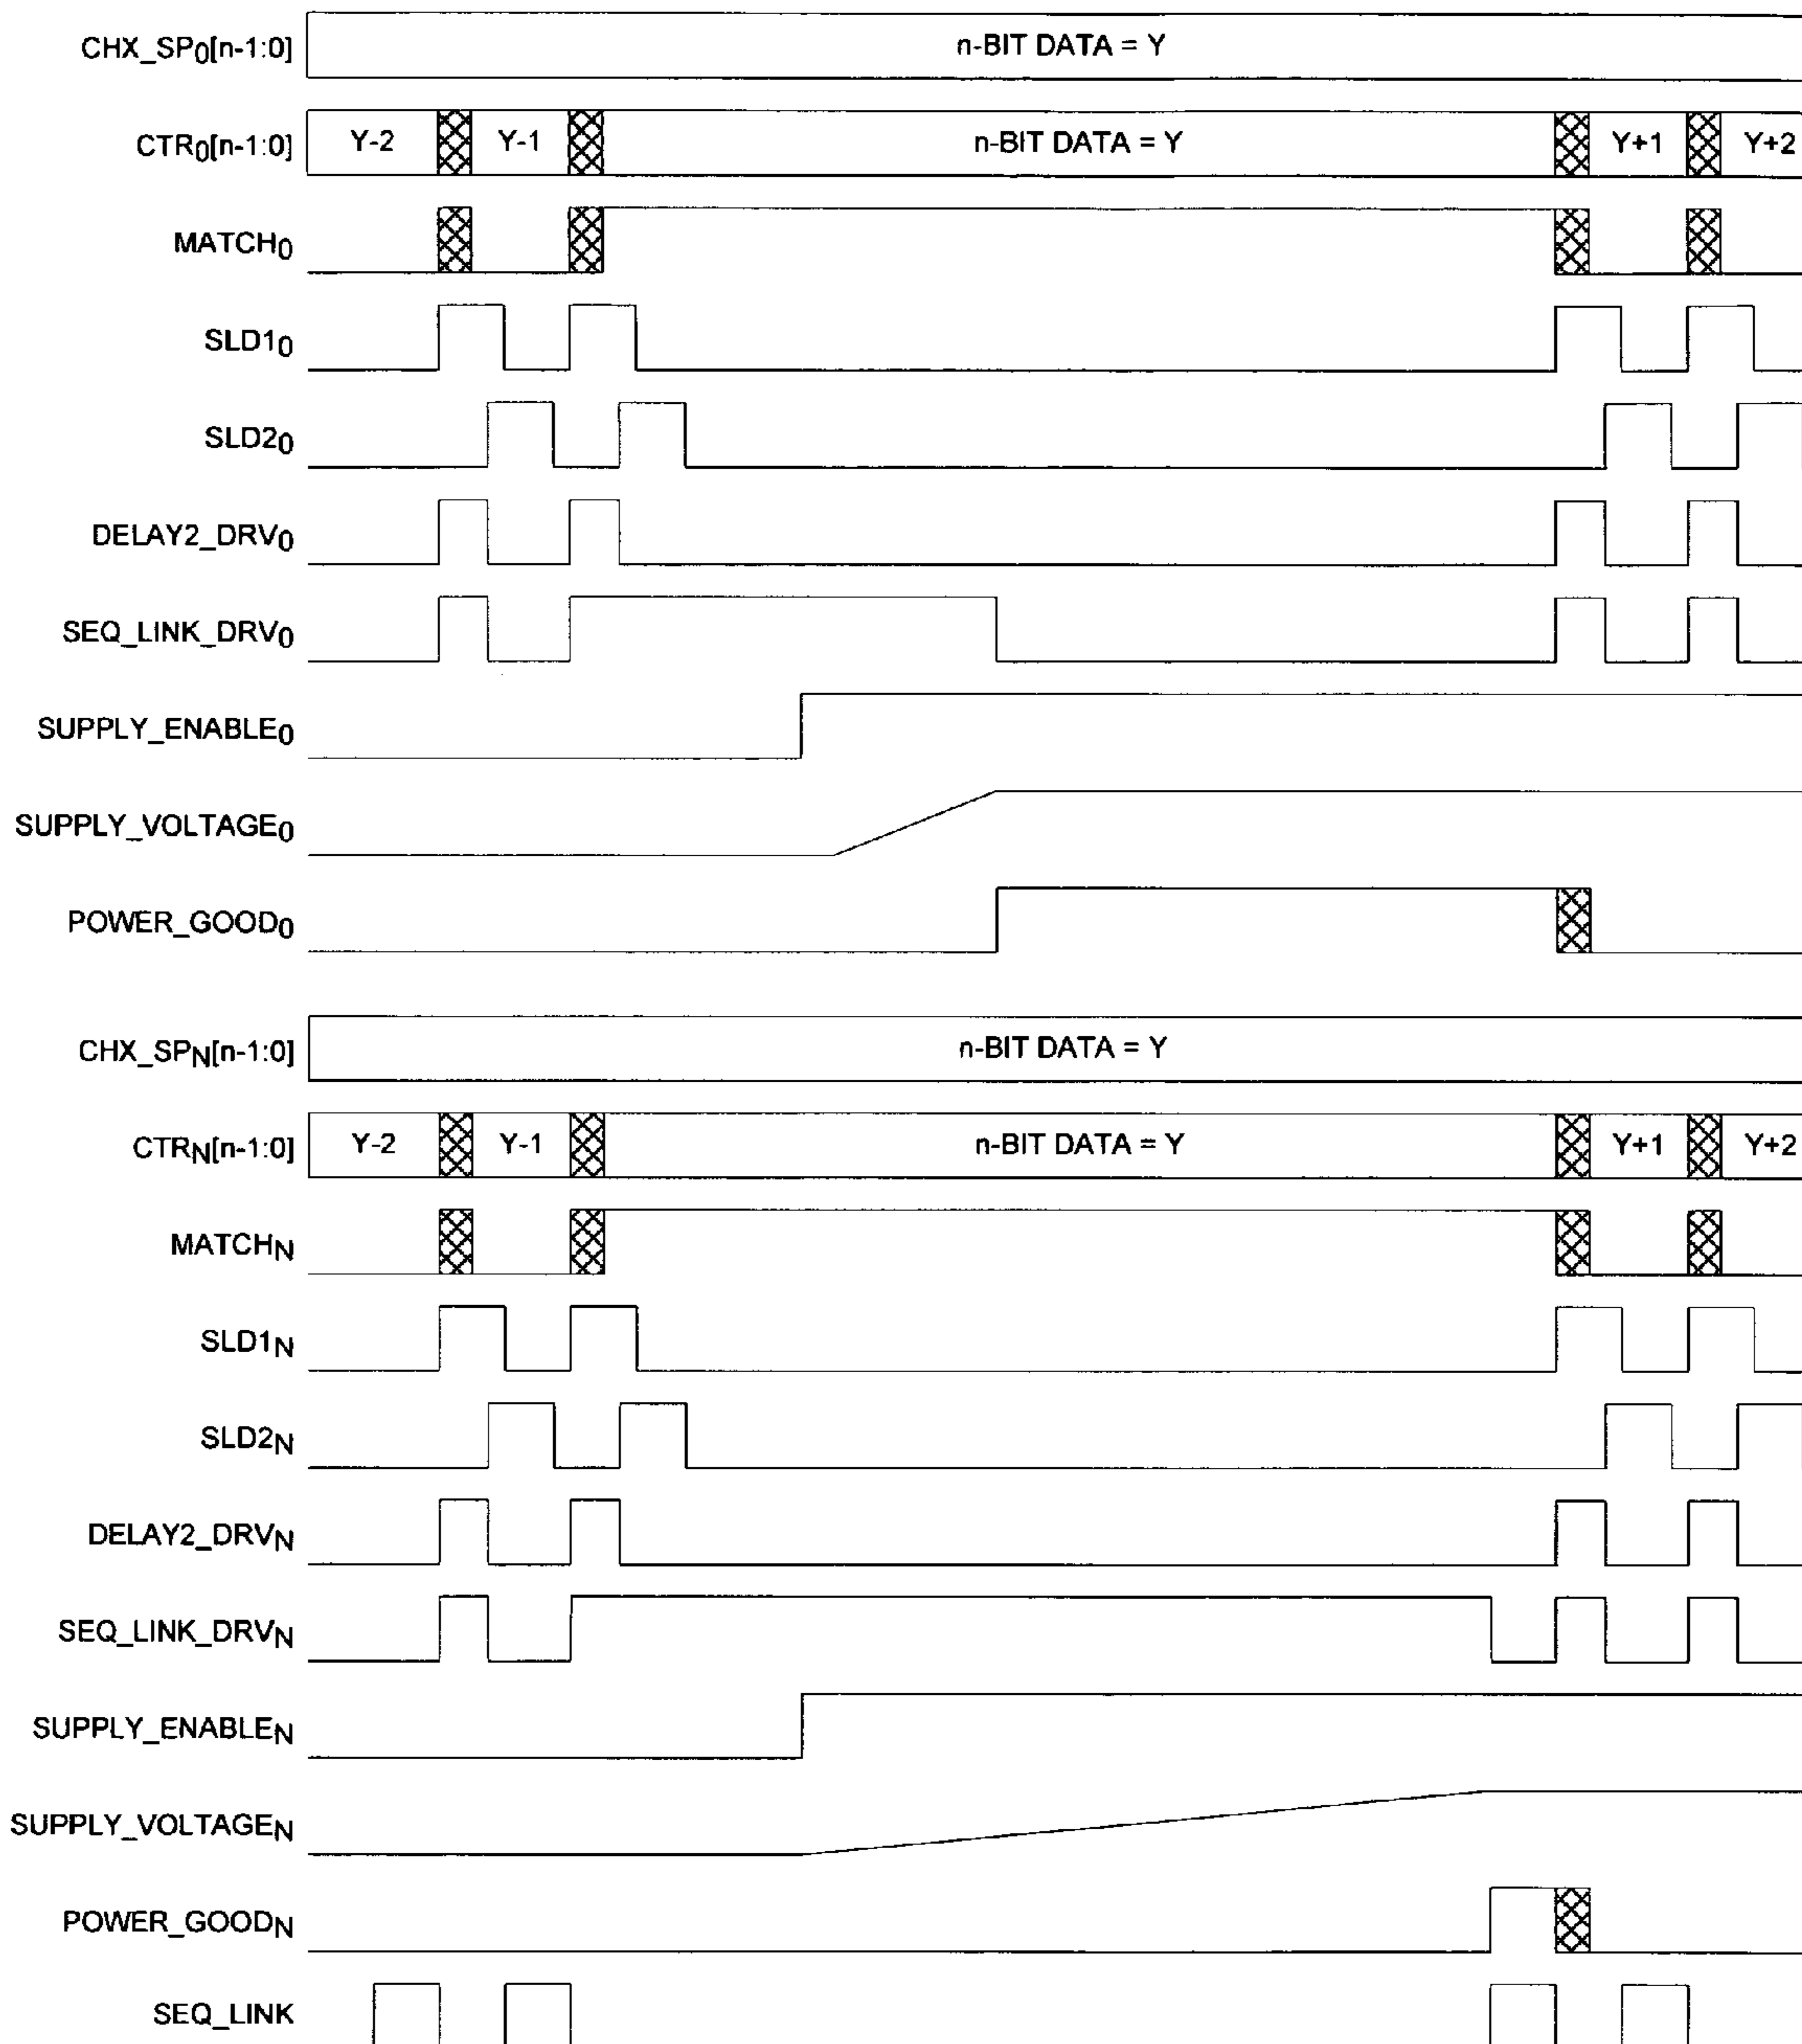 CHX_SP0[n-1:0] n-BIT DATA = Y
CTR0[n-1:0] Y-2 Y-1 n-BIT DATA = Y Y+1 Y+2
MATCH0
SLD10
SLD20
DELAY2_DRV0
SEQ_LINK_DRV0
SUPPLY_ENABLE0
SUPPLY_VOLTAGE0
POWER_GOOD0
CHX_SPN[n-1:0] n-BIT DATA = Y
CTRN[n-1:0] Y-2 Y-1 n-BIT DATA = Y Y+1 Y+2
MATCHN
SLD1N
SLD2N
DELAY2_DRVN
SEQ_LINK_DRVN
SUPPLY_ENABLEN
SUPPLY_VOLTAGEN
POWER_GOODN
SEQ_LINK